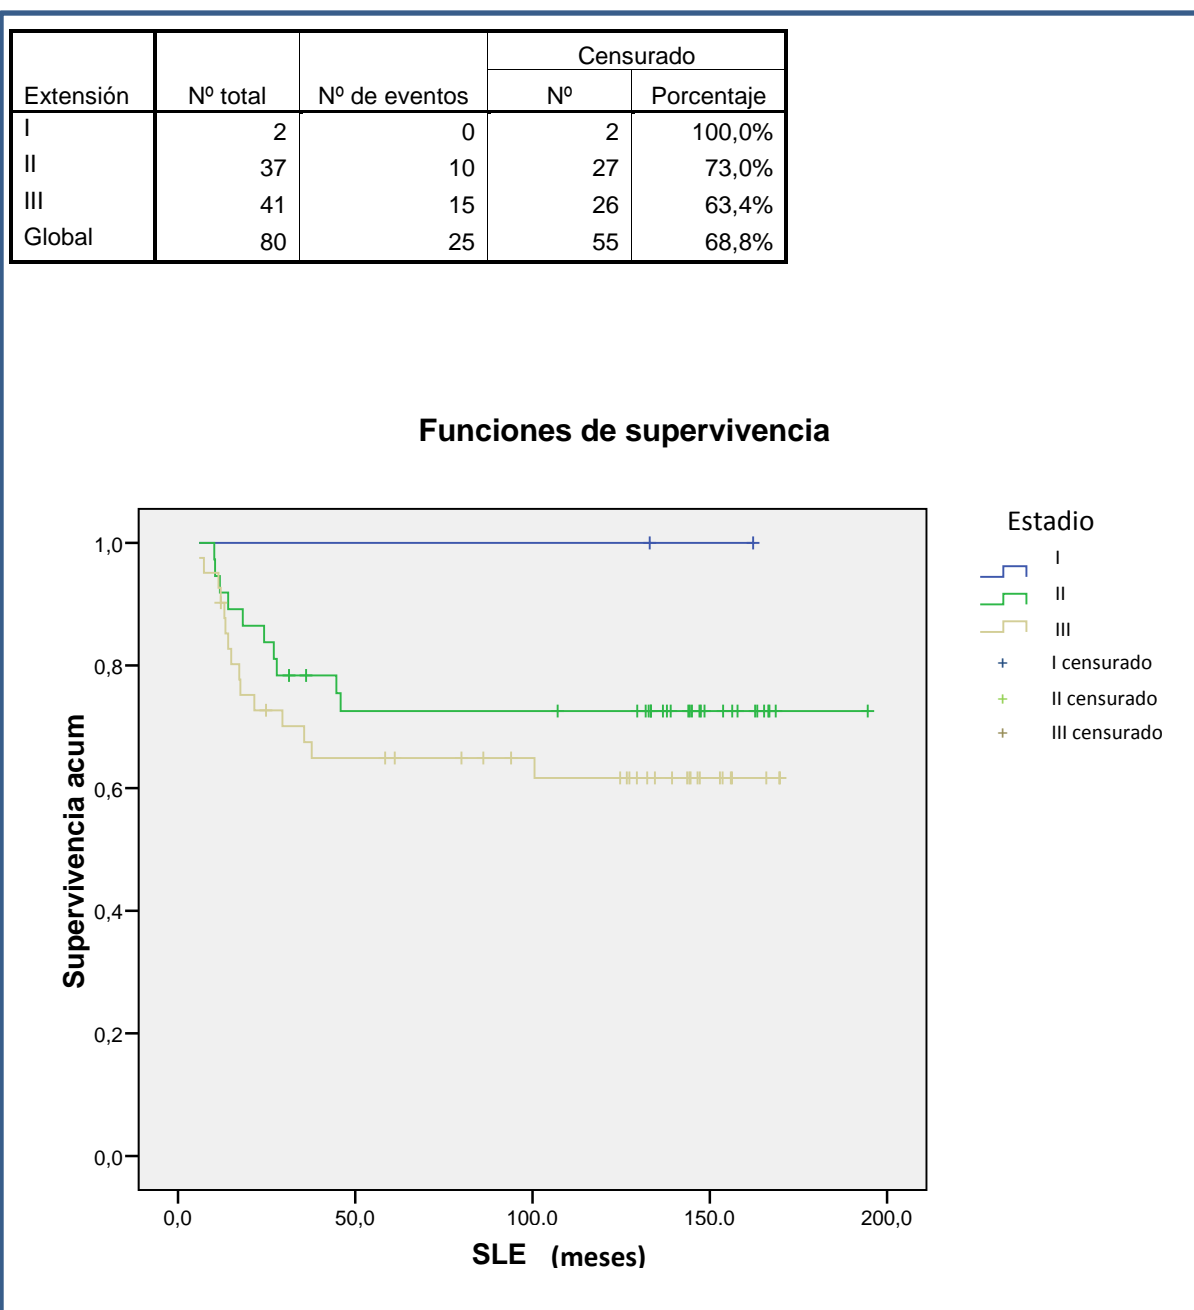 Censurado
Extensión Nº total Nº de eventos Nº Porcentaje
I 2 0 2 100,0%
II 37 10 27 73,0%
III 41 15 26 63,4%
Global 80 25 55 68,8%
Funciones de supervivencia
Estadio
I
II
III
I censurado
II censurado
III censurado
Supervivencia acum
1,0
0,8
0,6
0,4
0,2
0,0
0,0 50,0 100.0 150.0 200,0
SLE (meses)